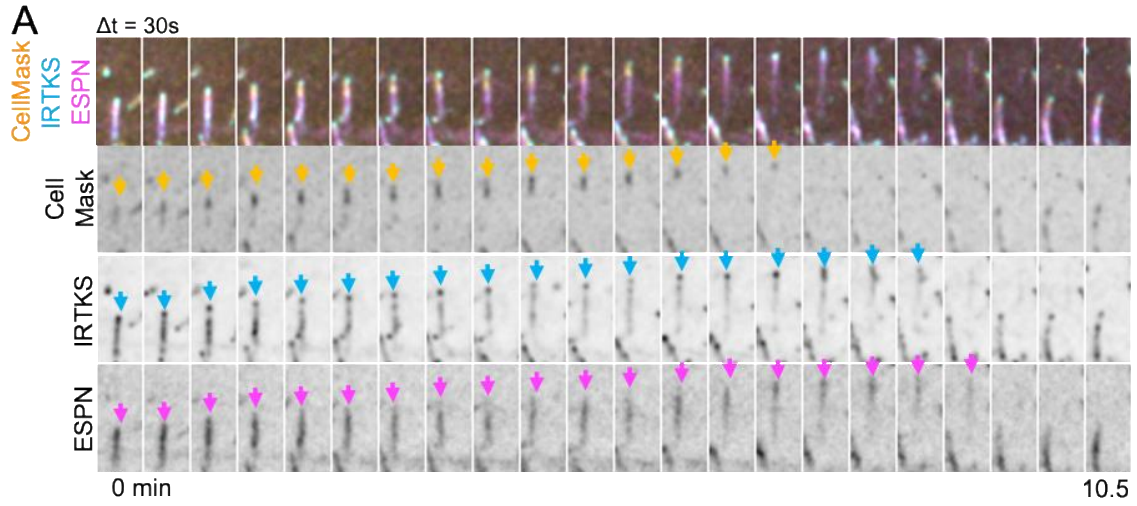 A
Δt = 30s
CellMask
IRTKS
ESPN
Cell
Mask
IRTKS
ESPN
0 min
10.5